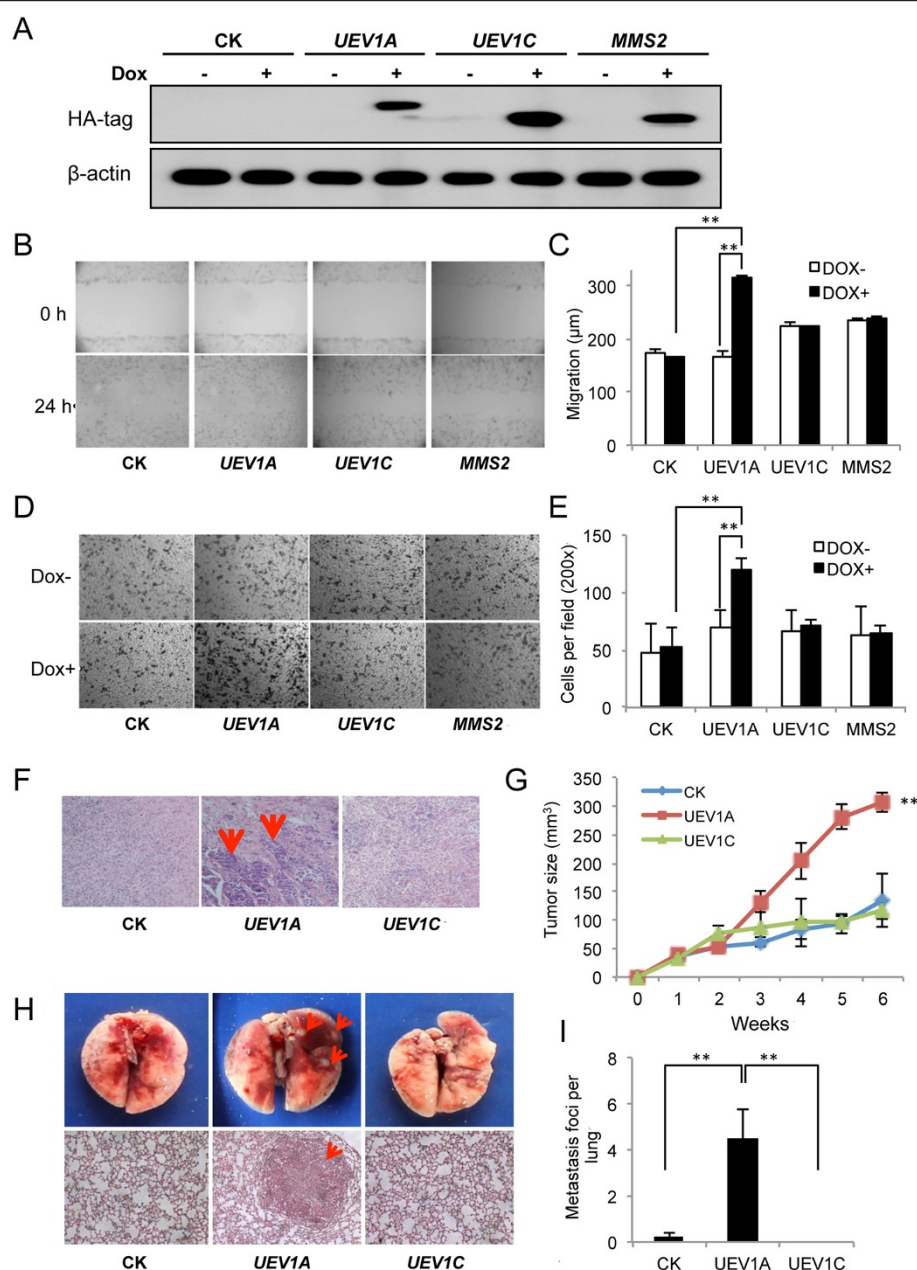 A
CK UEV1A UEV1C MMS2
Dox - + - + - + - +
HA-tag
β-actin
B
0 h
24 h
CK UEV1A UEV1C MMS2
C
** **
DOX-
DOX+
Migration (µm)
300
200
100
0
CK UEV1A UEV1C MMS2
D
Dox-
Dox+
CK UEV1A UEV1C MMS2
E
** **
DOX-
DOX+
Cells per field (200x)
150
100
50
0
CK UEV1A UEV1C MMS2
F
CK UEV1A UEV1C
G
CK
UEV1A
UEV1C
**
Tumor size (mm³)
350
300
250
200
150
100
50
0
0 1 2 3 4 5 6
Weeks
H
CK UEV1A UEV1C
I
** **
Metastasis foci per
lung
8
6
4
2
0
CK UEV1A UEV1C